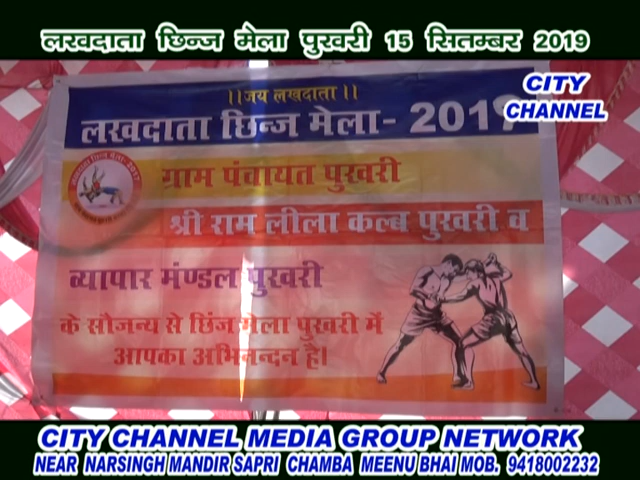 लखदाता छिन्ज मेला पुखरी 15 सितम्बर 2019
CITY
CHANNEL
।।जय लखदाता।।
लखदाता छिन्ज मेला- 2019
ग्राम पंचायत पुखरी
श्री राम लीला कल्ब पुखरी व
व्यापार मंण्डल पुखरी
के सौजन्य से छिंज मेला पुखरी में
आपका अभिनन्दन है।
CITY CHANNEL MEDIA GROUP NETWORK
NEAR NARSINGH MANDIR SAPRI CHAMBA MEENU BHAI MOB. 9418002232